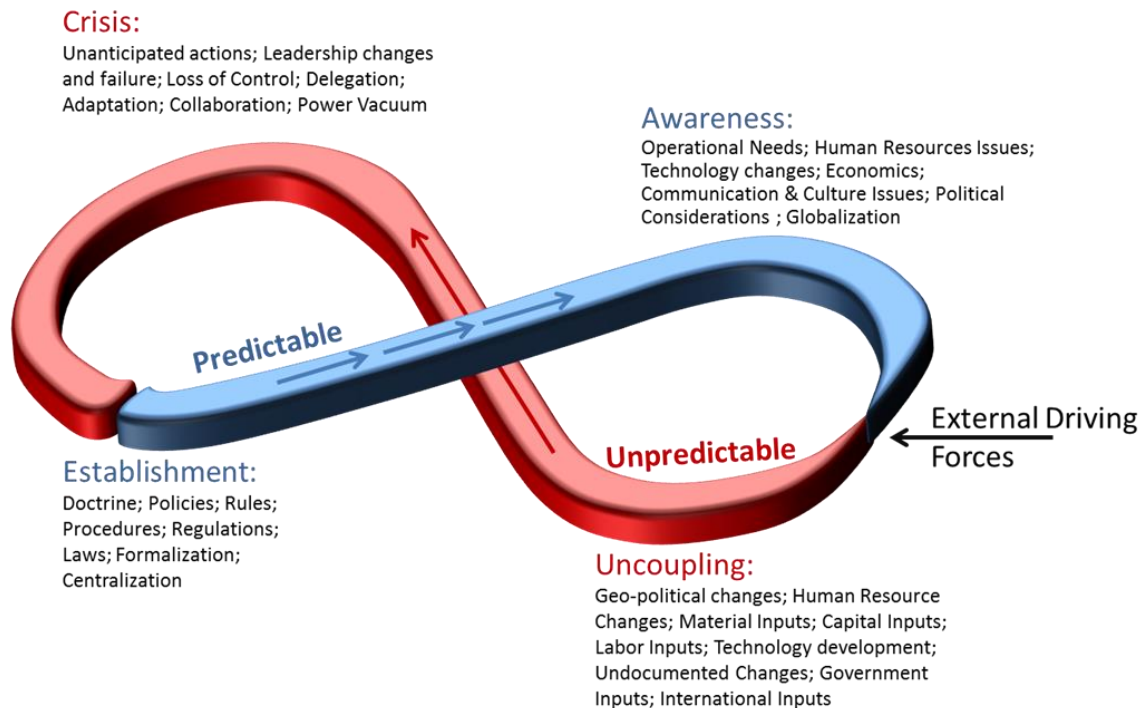 Crisis:
Unanticipated actions; Leadership changes
and failure; Loss of Control; Delegation;
Adaptation; Collaboration; Power Vacuum
Awareness:
Operational Needs; Human Resources Issues;
Technology changes; Economics;
Communication & Culture Issues; Political
Considerations ; Globalization
Predictable
Unpredictable
External Driving
Forces
Establishment:
Doctrine; Policies; Rules;
Procedures; Regulations;
Laws; Formalization;
Centralization
Uncoupling:
Geo-political changes; Human Resource
Changes; Material Inputs; Capital Inputs;
Labor Inputs; Technology development;
Undocumented Changes; Government
Inputs; International Inputs